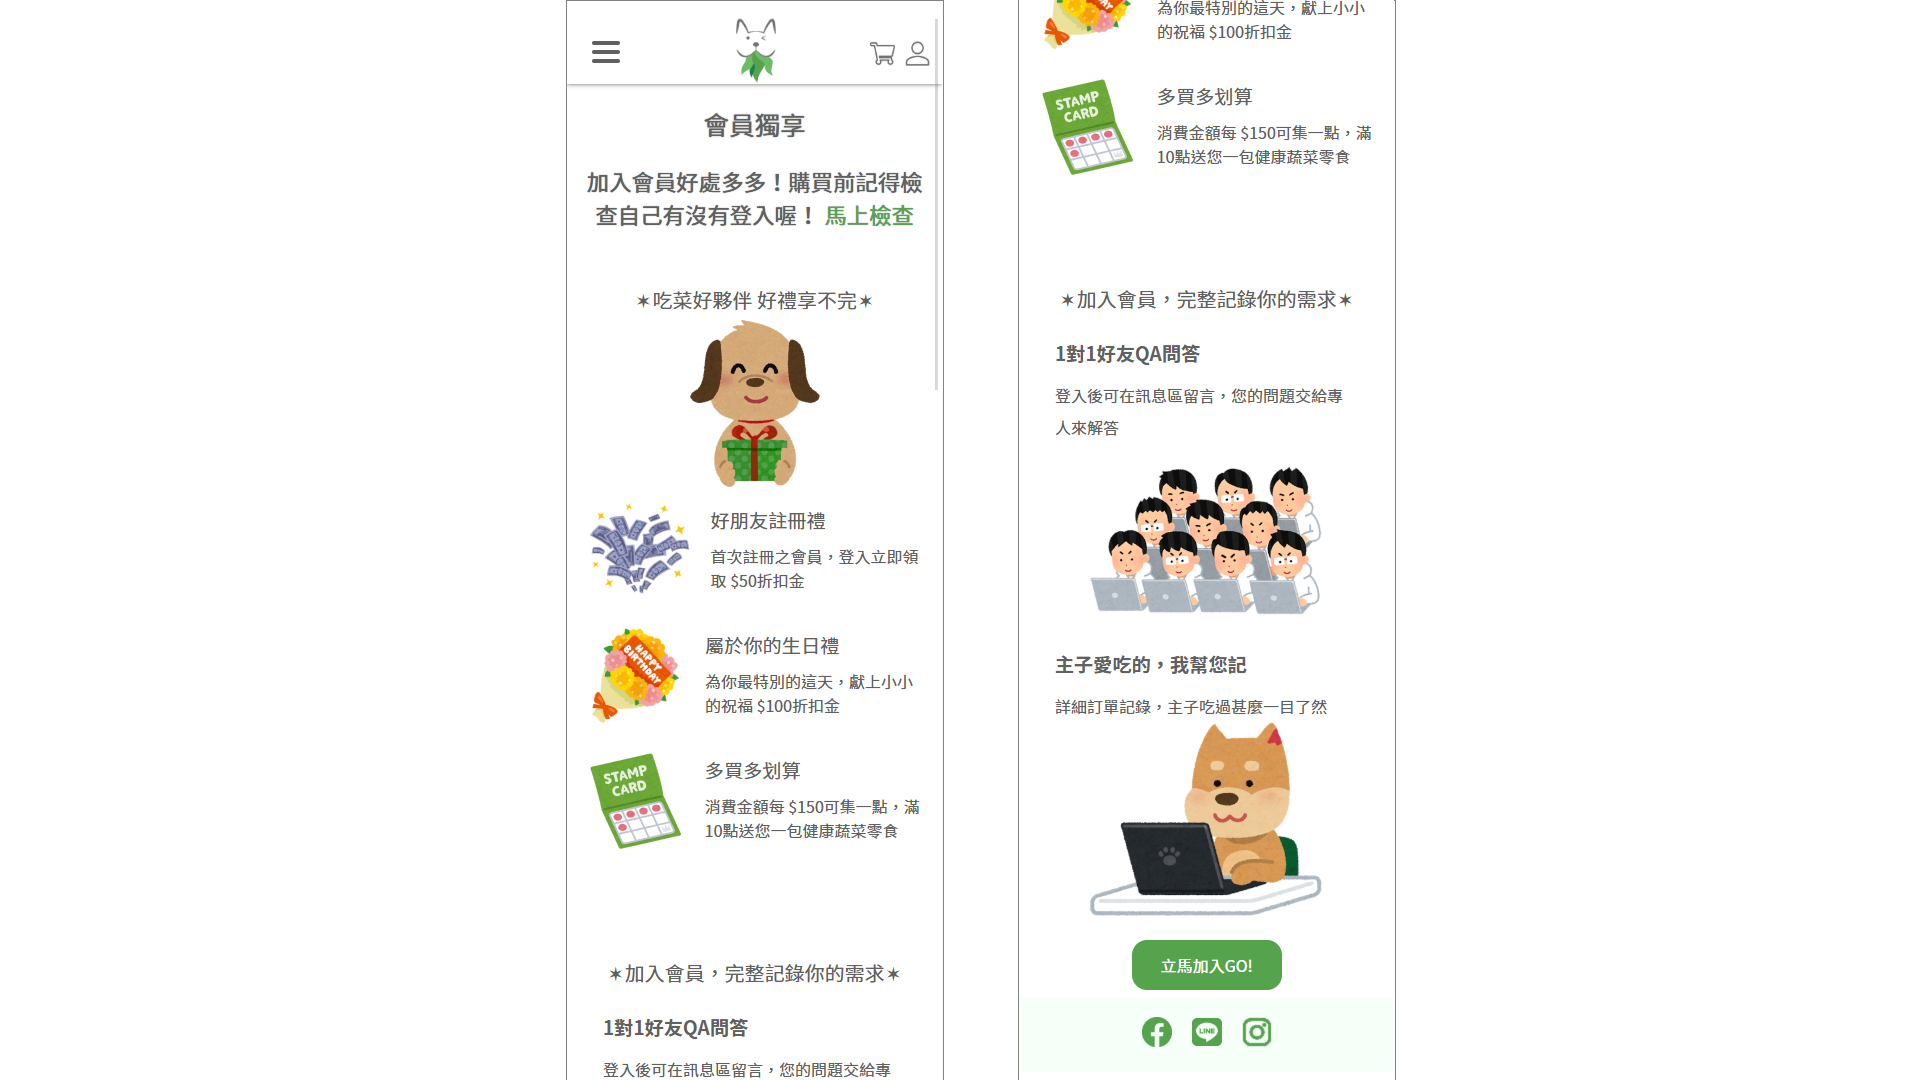 會員獨享
加入會員好處多多！購買前記得檢
查自己有沒有登入喔！ 馬上檢查
✶吃菜好夥伴 好禮享不完✶
好朋友註冊禮
首次註冊之會員，登入立即領
取 $50折扣金
HAPPY
BIRTHDAY
屬於你的生日禮
為你最特別的這天，獻上小小
的祝福 $100折扣金
STAMP
CARD
多買多划算
消費金額每 $150可集一點，滿
10點送您一包健康蔬菜零食
✶加入會員，完整記錄你的需求✶
1對1好友QA問答
登入後可在訊息區留言，您的問題交給專
為你最特別的這天，獻上小小
的祝福 $100折扣金
STAMP
CARD
多買多划算
消費金額每 $150可集一點，滿
10點送您一包健康蔬菜零食
✶加入會員，完整記錄你的需求✶
1對1好友QA問答
登入後可在訊息區留言，您的問題交給專
人來解答
主子愛吃的，我幫您記
詳細訂單記錄，主子吃過甚麼一目了然
立馬加入GO!
LINE